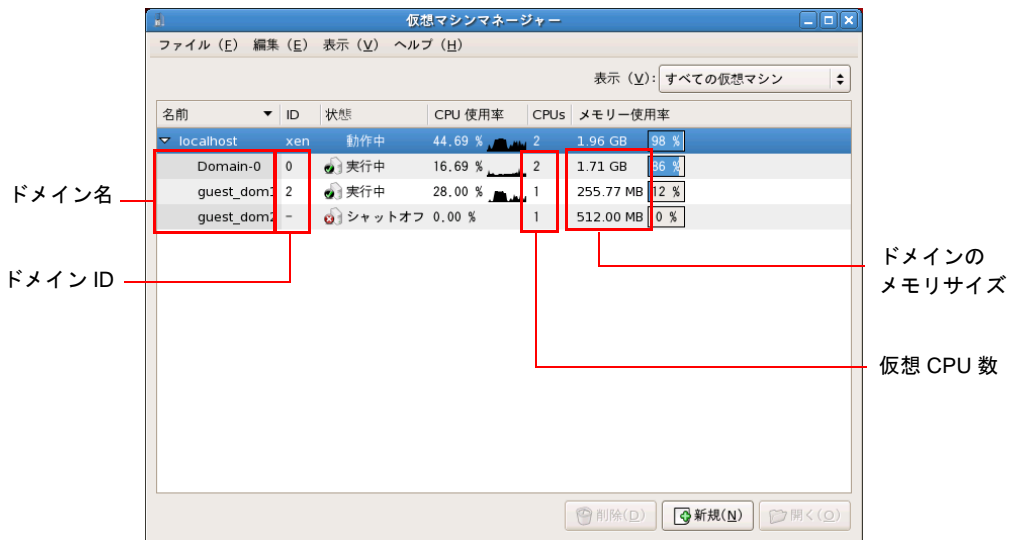 仮想マシンマネージャー
ファイル (F) 編集 (E) 表示 (V) ヘルプ (H)
表示 (V): すべての仮想マシン
名前 ID 状態 CPU 使用率 CPUs メモリー使用率
localhost xen 動作中 44.69 % 2 1.96 GB 98 %
Domain-0 0 実行中 16.69 % 2 1.71 GB 86 %
guest_dom1 2 実行中 28.00 % 1 255.77 MB 12 %
guest_dom2 - シャットオフ 0.00 % 1 512.00 MB 0 %
ドメイン名
ドメイン ID
ドメインの
メモリサイズ
仮想 CPU 数
削除(D) 新規(N) 開く(O)